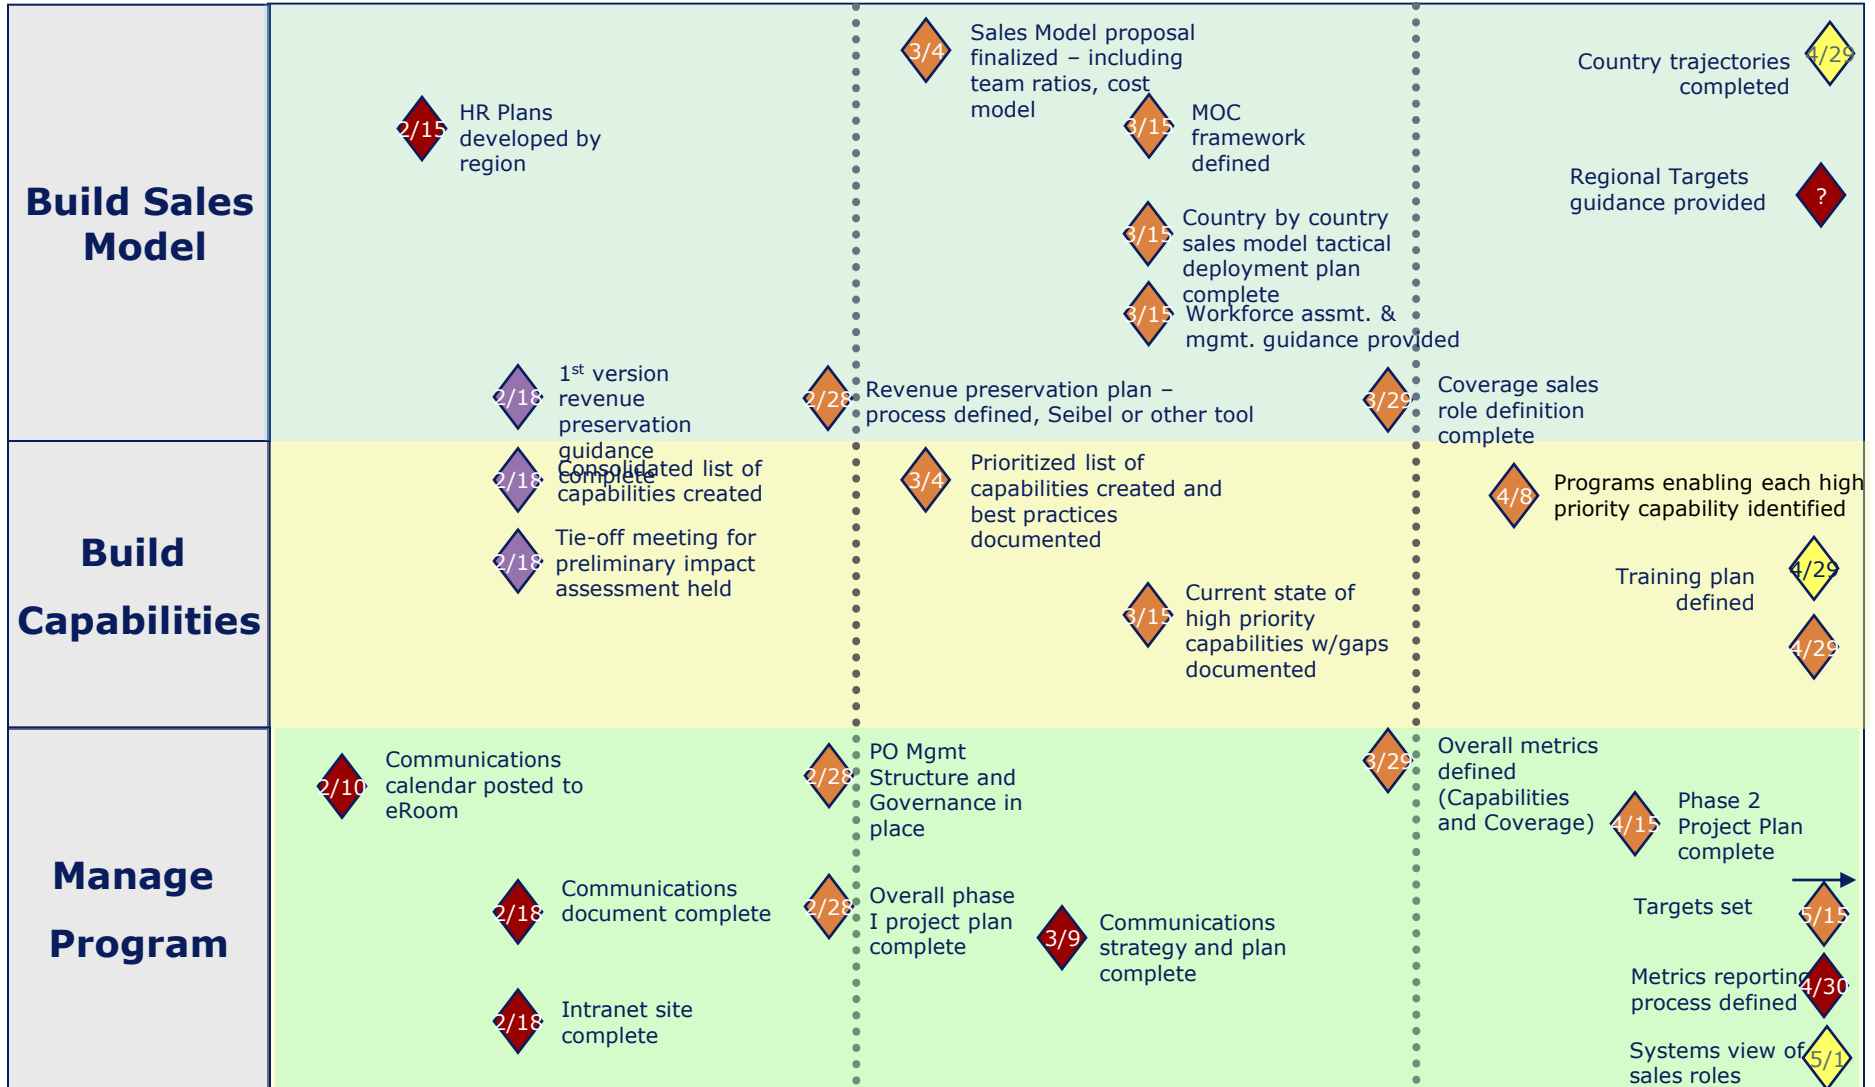 Build Sales
Model
2/15
HR Plans
developed by
region
3/4
Sales Model proposal
finalized – including
team ratios, cost
model
3/15
MOC
framework
defined
3/15
Country by country
sales model tactical
deployment plan
complete
3/15
Workforce assmt. &
mgmt. guidance provided
Country trajectories
completed
4/29
Regional Targets
guidance provided
?
2/18
1st version
revenue
preservation
guidance
complete
2/28
Revenue preservation plan –
process defined, Seibel or other tool
3/29
Coverage sales
role definition
complete
Build
Capabilities
2/18
Consolidated list of
capabilities created
2/18
Tie-off meeting for
preliminary impact
assessment held
3/4
Prioritized list of
capabilities created and
best practices
documented
3/15
Current state of
high priority
capabilities w/gaps
documented
4/8
Programs enabling each high
priority capability identified
Training plan
defined
4/29
4/29
Manage
Program
2/10
Communications
calendar posted to
eRoom
2/18
Communications
document complete
2/18
Intranet site
complete
2/28
PO Mgmt
Structure and
Governance in
place
2/28
Overall phase
I project plan
complete
3/9
Communications
strategy and plan
complete
3/29
Overall metrics
defined
(Capabilities
and Coverage)
4/15
Phase 2
Project Plan
complete
Targets set
5/15
Metrics reporting
process defined
4/30
Systems view of
sales roles
5/1